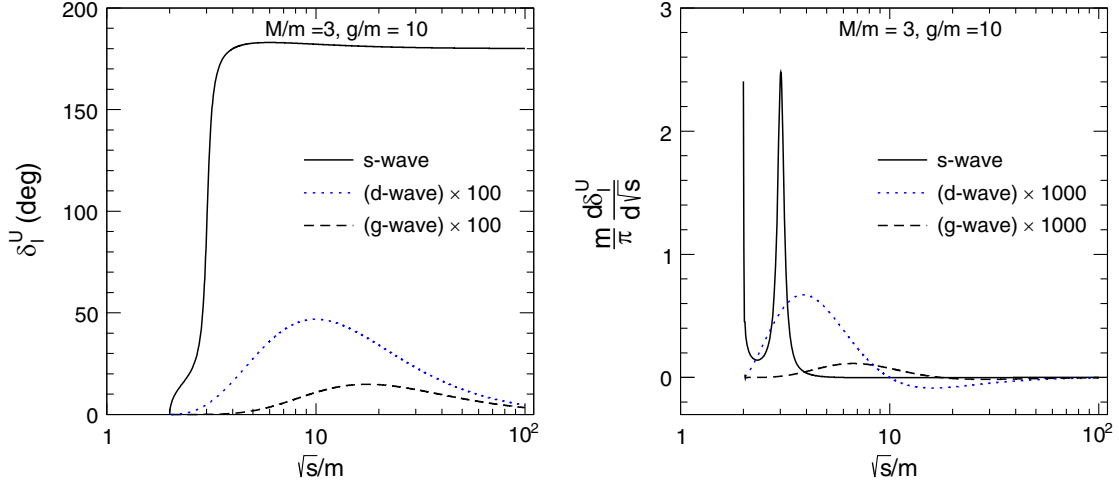 M/m =3, g/m = 10
200
150
100
50
0
δ_l^U (deg)
s-wave
(d-wave) × 100
(g-wave) × 100
1
10
10²
√s/m
M/m = 3, g/m =10
3
2
1
0
m/π dδ_l^U/d√s
s-wave
(d-wave) × 1000
(g-wave) × 1000
1
10
10²
√s/m